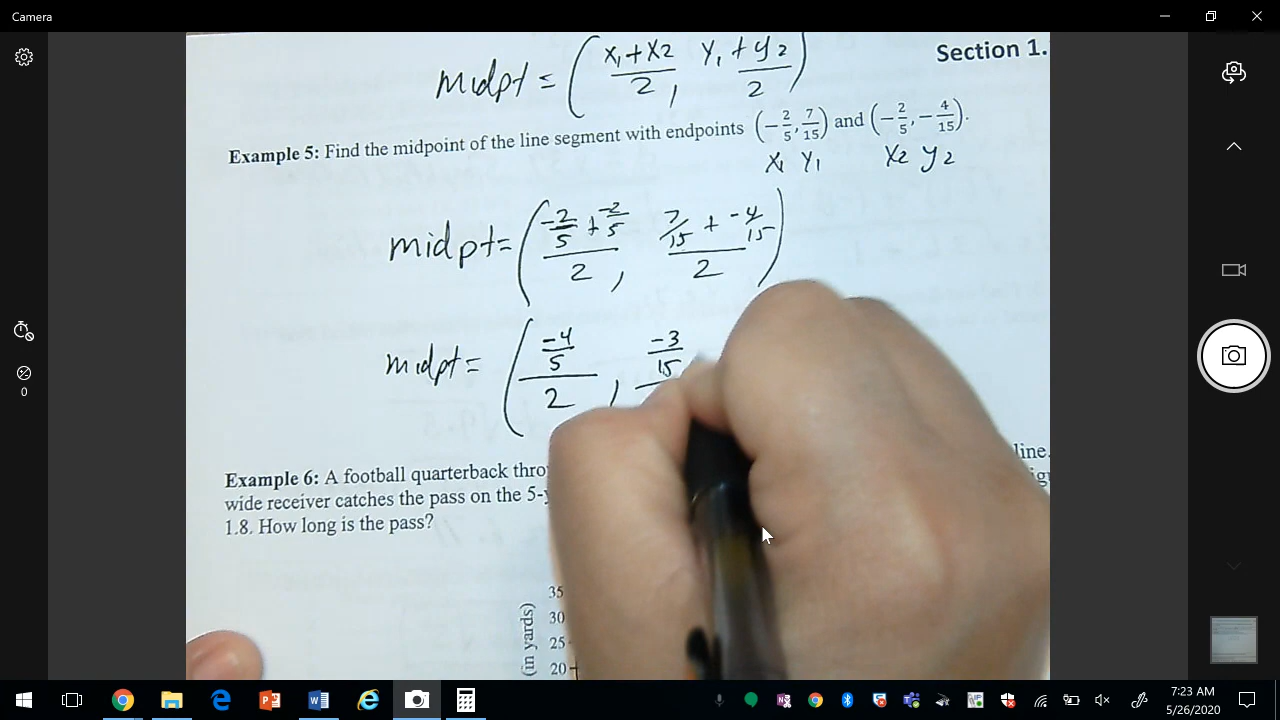 Camera
midpt = ( x₁ + x2 / 2 , y₁ + y2 / 2 )
Section 1.
Example 5: Find the midpoint of the line segment with endpoints (−2/5, 7/15) and (−2/5, −4/15).
x₁ y₁ x2 y2
midpt = ( -2/5 + -2/5 / 2 , 7/15 + -4/15 / 2 )
midpt = ( -4/5 / 2 , -3/15
Example 6: A football quarterback thro line.
wide receiver catches the pass on the 5-y
1.8. How long is the pass?
35
30
25
20
(in yards)
0
7:23 AM
5/26/2020